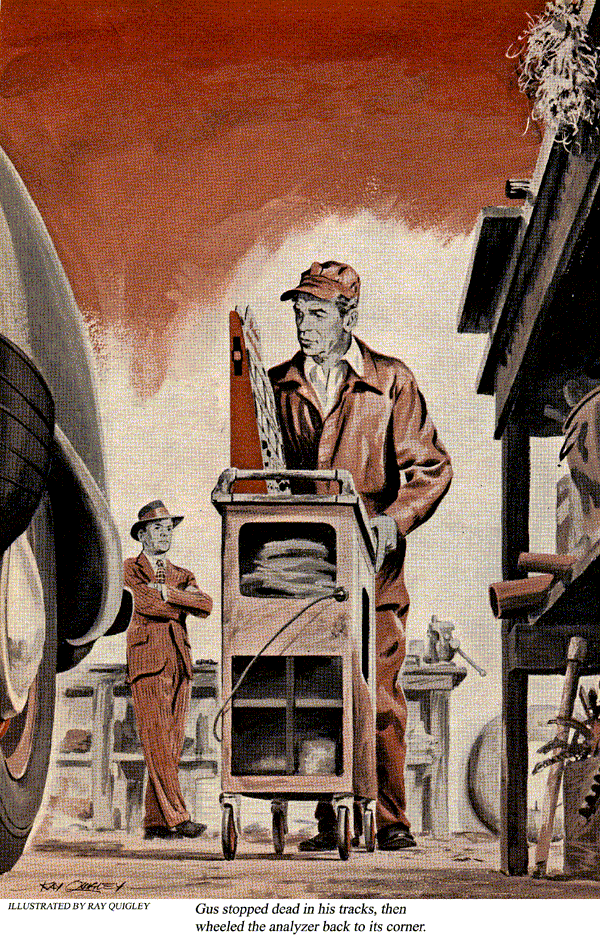 RAY QUIGLEY
ILLUSTRATED BY RAY QUIGLEY
Gus stopped dead in his tracks, then
wheeled the analyzer back to its corner.